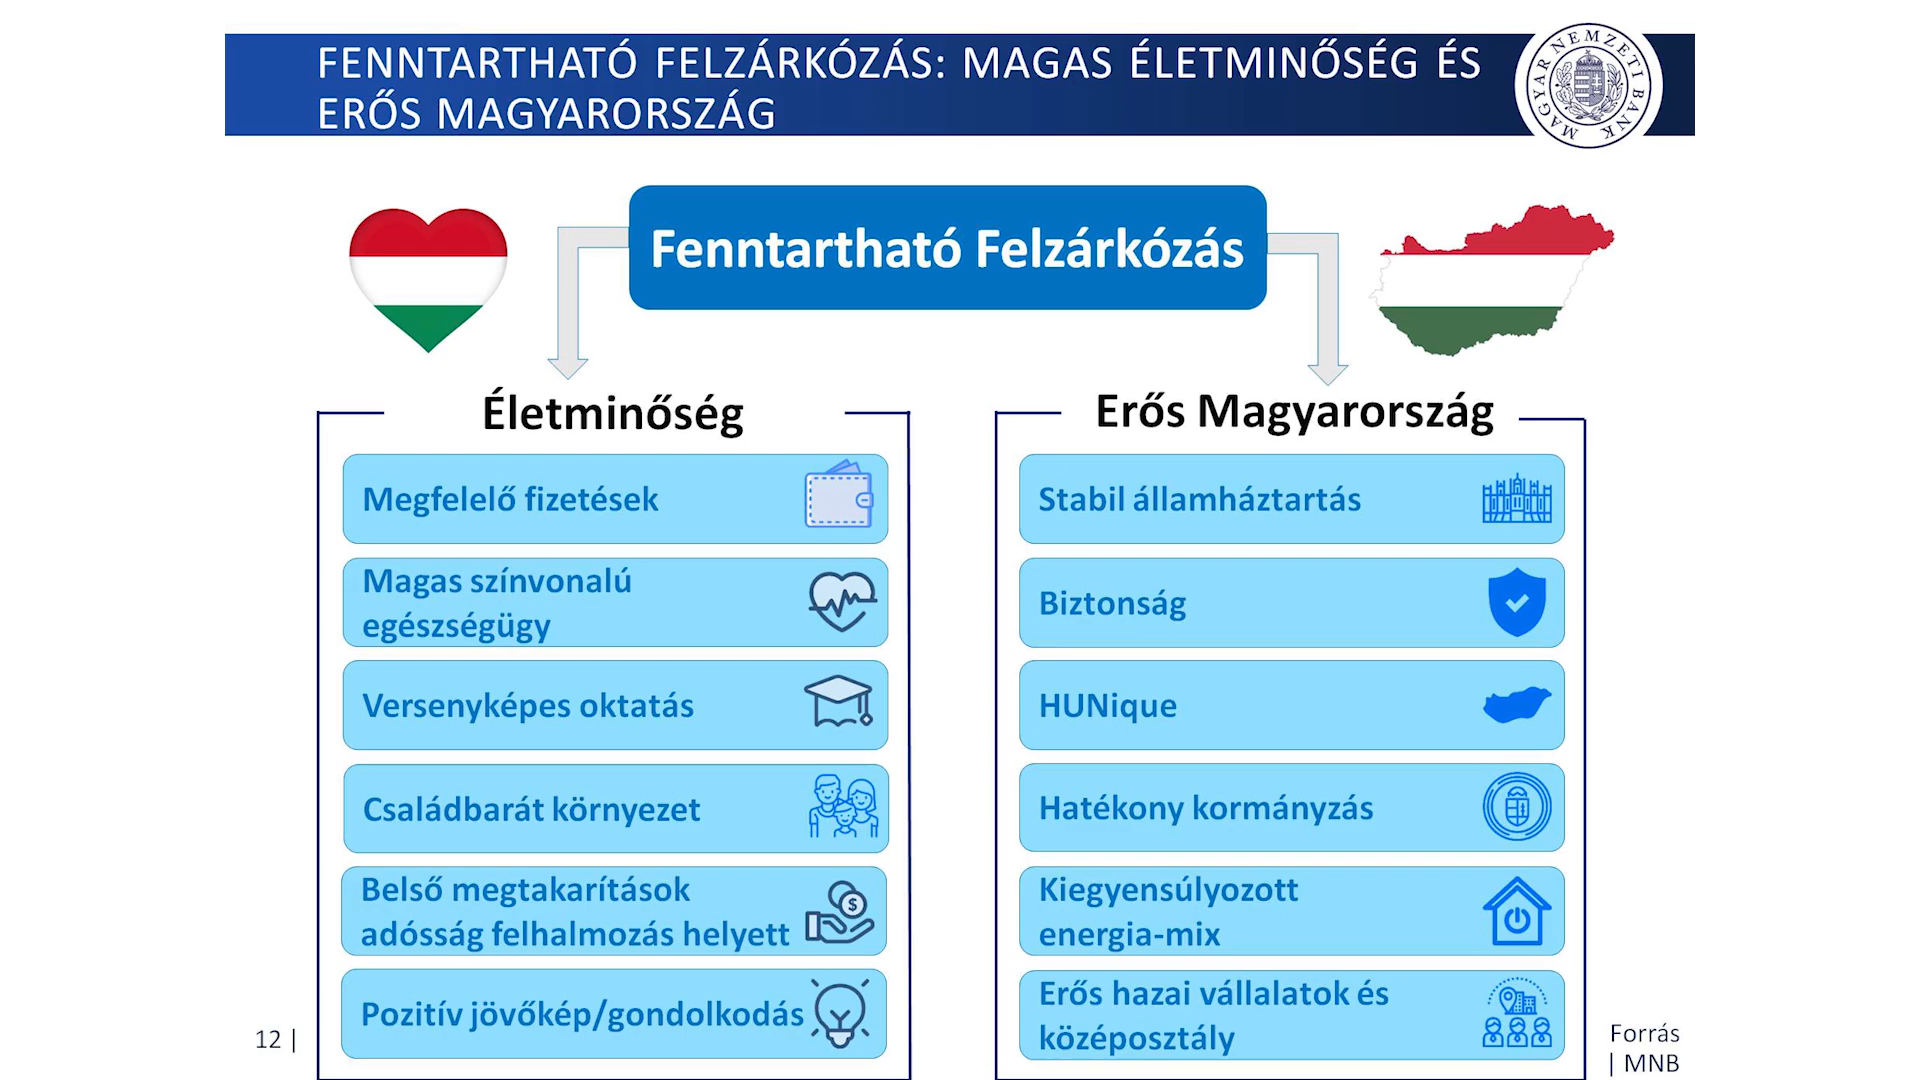 FENNTARTHATÓ FELZÁRKÓZÁS: MAGAS ÉLETMINŐSÉG ÉS
ERŐS MAGYARORSZÁG
MAGYAR NEMZETI BANK
Fenntartható Felzárkózás
Életminőség
Megfelelő fizetések
Magas színvonalú
egészségügy
Versenyképes oktatás
Családbarát környezet
Belső megtakarítások
adósság felhalmozás helyett
$
Pozitív jövőkép/gondolkodás
Erős Magyarország
Stabil államháztartás
Biztonság
HUNique
Hatékony kormányzás
Kiegyensúlyozott
energia-mix
Erős hazai vállalatok és
középosztály
12 |
Forrás
| MNB